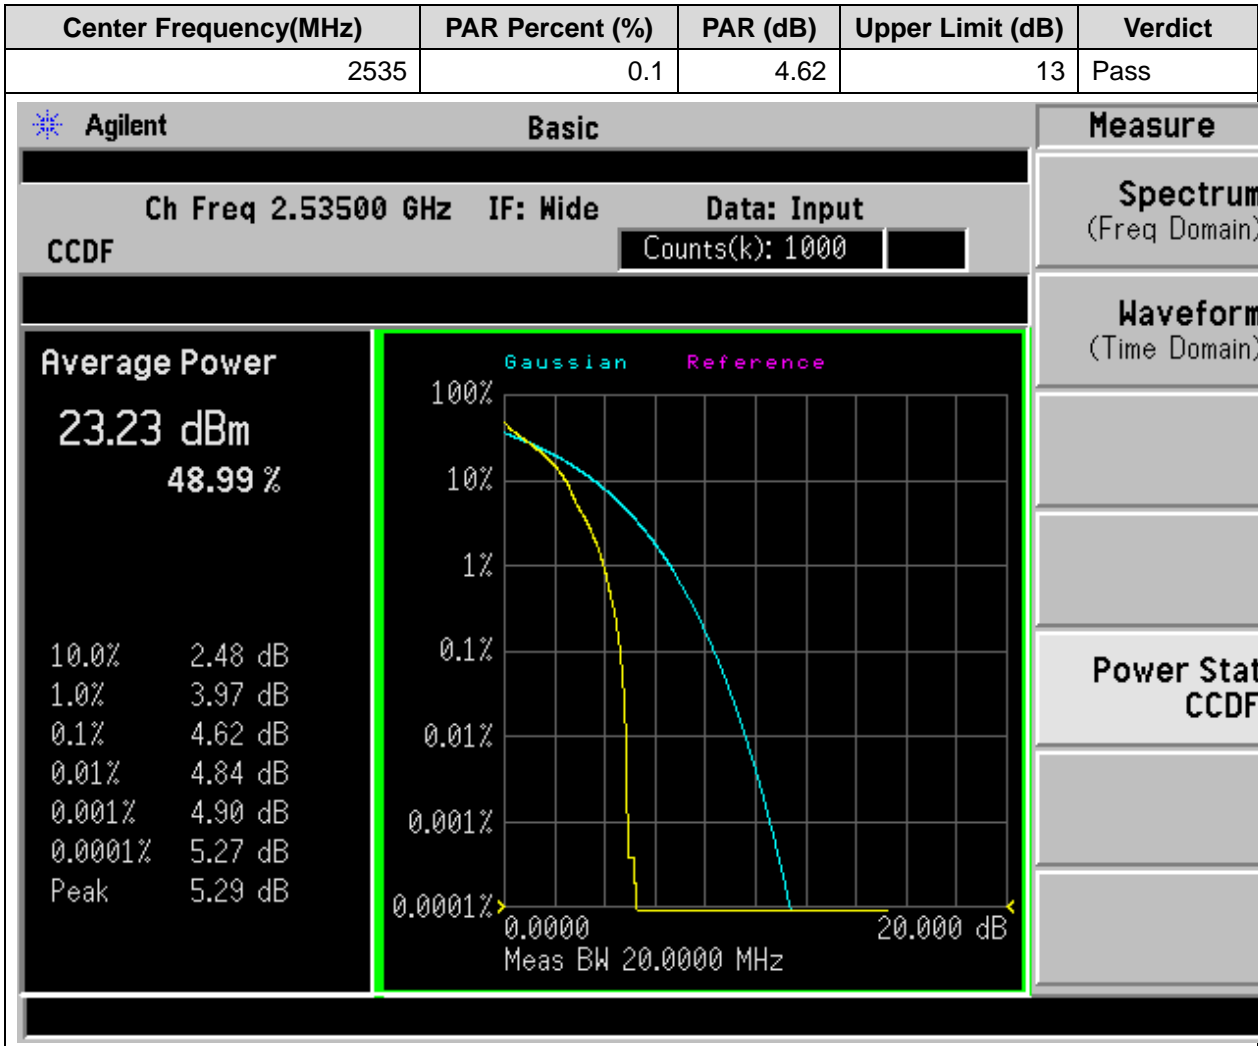 Center Frequency(MHz) PAR Percent (%) PAR (dB) Upper Limit (dB) Verdict
2535 0.1 4.62 13 Pass
Agilent Basic Measure
Ch Freq 2.53500 GHz IF: Wide Data: Input
CCDF Counts(k): 1000
Spectrum
(Freq Domain)
Waveform
(Time Domain)
Power Stat
CCDF
Average Power
23.23 dBm
48.99 %
10.0% 2.48 dB
1.0% 3.97 dB
0.1% 4.62 dB
0.01% 4.84 dB
0.001% 4.90 dB
0.0001% 5.27 dB
Peak 5.29 dB
Gaussian Reference
100%
10%
1%
0.1%
0.01%
0.001%
0.0001%
0.0000 20.000 dB
Meas BW 20.0000 MHz